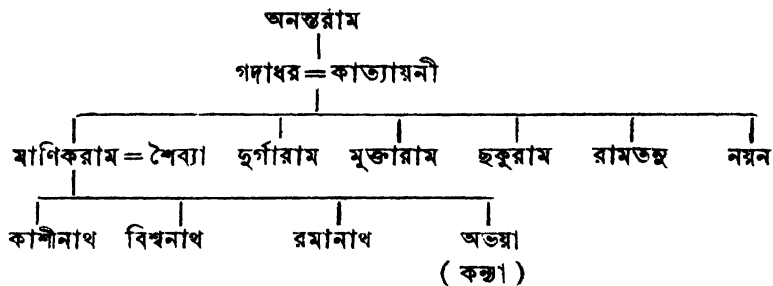 অনন্তরাম
গদাধর = কাত্যায়নী
মাণিকরাম = শৈব্যা দুর্গারাম মুক্তারাম ছকুরাম রামতনু নয়ন
কাশীনাথ বিশ্বনাথ রমানাথ অভয়া
( কন্যা )